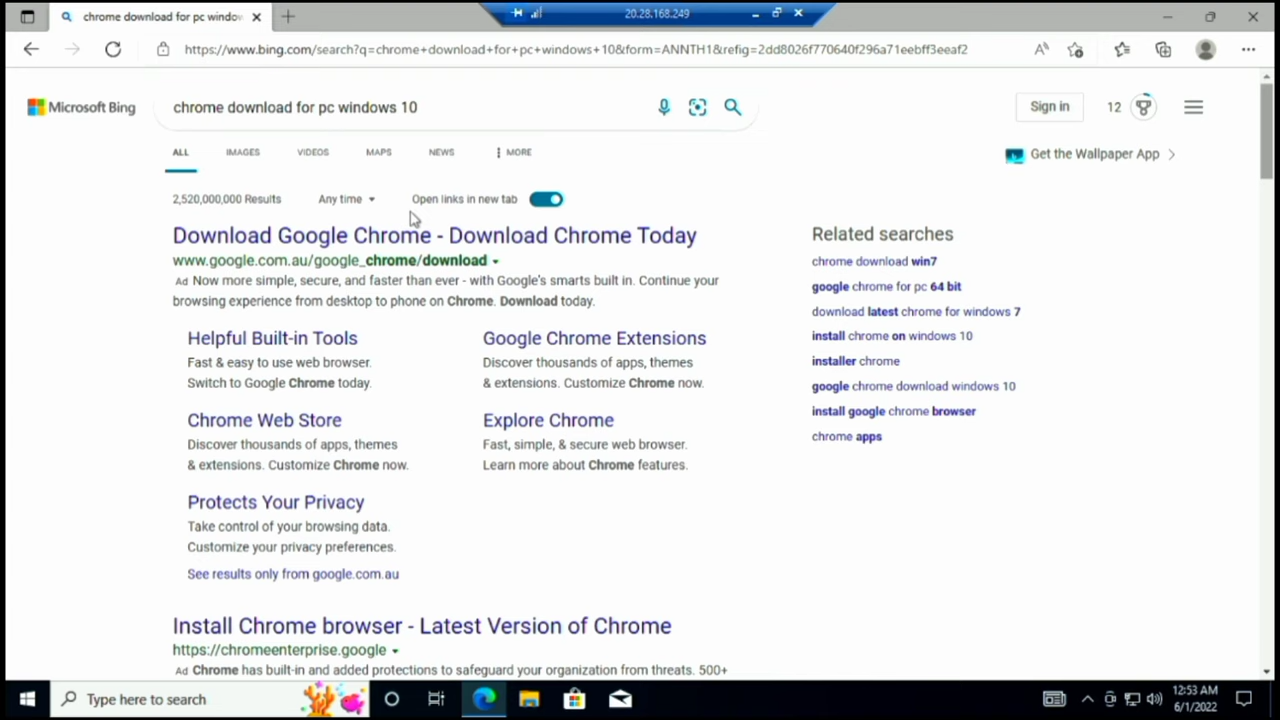 chrome download for pc windo
20.28.168.249
https://www.bing.com/search?q=chrome+download+for+pc+windows+10&form=ANNTH1&refig=2dd8026f770640f296a71eebff3eeaf2
Microsoft Bing
chrome download for pc windows 10
Sign in
12
ALL
IMAGES
VIDEOS
MAPS
NEWS
MORE
Get the Wallpaper App
2,520,000,000 Results
Any time
Open links in new tab
Download Google Chrome - Download Chrome Today
www.google.com.au/google_chrome/download
Ad Now more simple, secure, and faster than ever - with Google's smarts built in. Continue your
browsing experience from desktop to phone on Chrome. Download today.
Helpful Built-in Tools
Fast & easy to use web browser.
Switch to Google Chrome today.
Google Chrome Extensions
Discover thousands of apps, themes
& extensions. Customize Chrome now.
Chrome Web Store
Discover thousands of apps, themes
& extensions. Customize Chrome now.
Explore Chrome
Fast, simple, & secure web browser.
Learn more about Chrome features.
Protects Your Privacy
Take control of your browsing data.
Customize your privacy preferences.
See results only from google.com.au
Install Chrome browser - Latest Version of Chrome
https://chromeenterprise.google
Ad Chrome has built-in and added protections to safeguard your organization from threats. 500+
Related searches
chrome download win7
google chrome for pc 64 bit
download latest chrome for windows 7
install chrome on windows 10
installer chrome
google chrome download windows 10
install google chrome browser
chrome apps
Type here to search
12:53 AM
6/1/2022